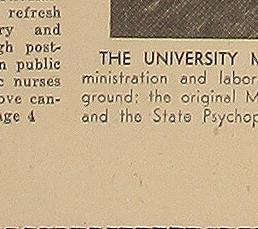 refresh
ry and
gh post-
n public
c nurses
ove can-
age 4
THE UNIVERSITY M
ministration and labor
ground; the original M
and the State Psychop